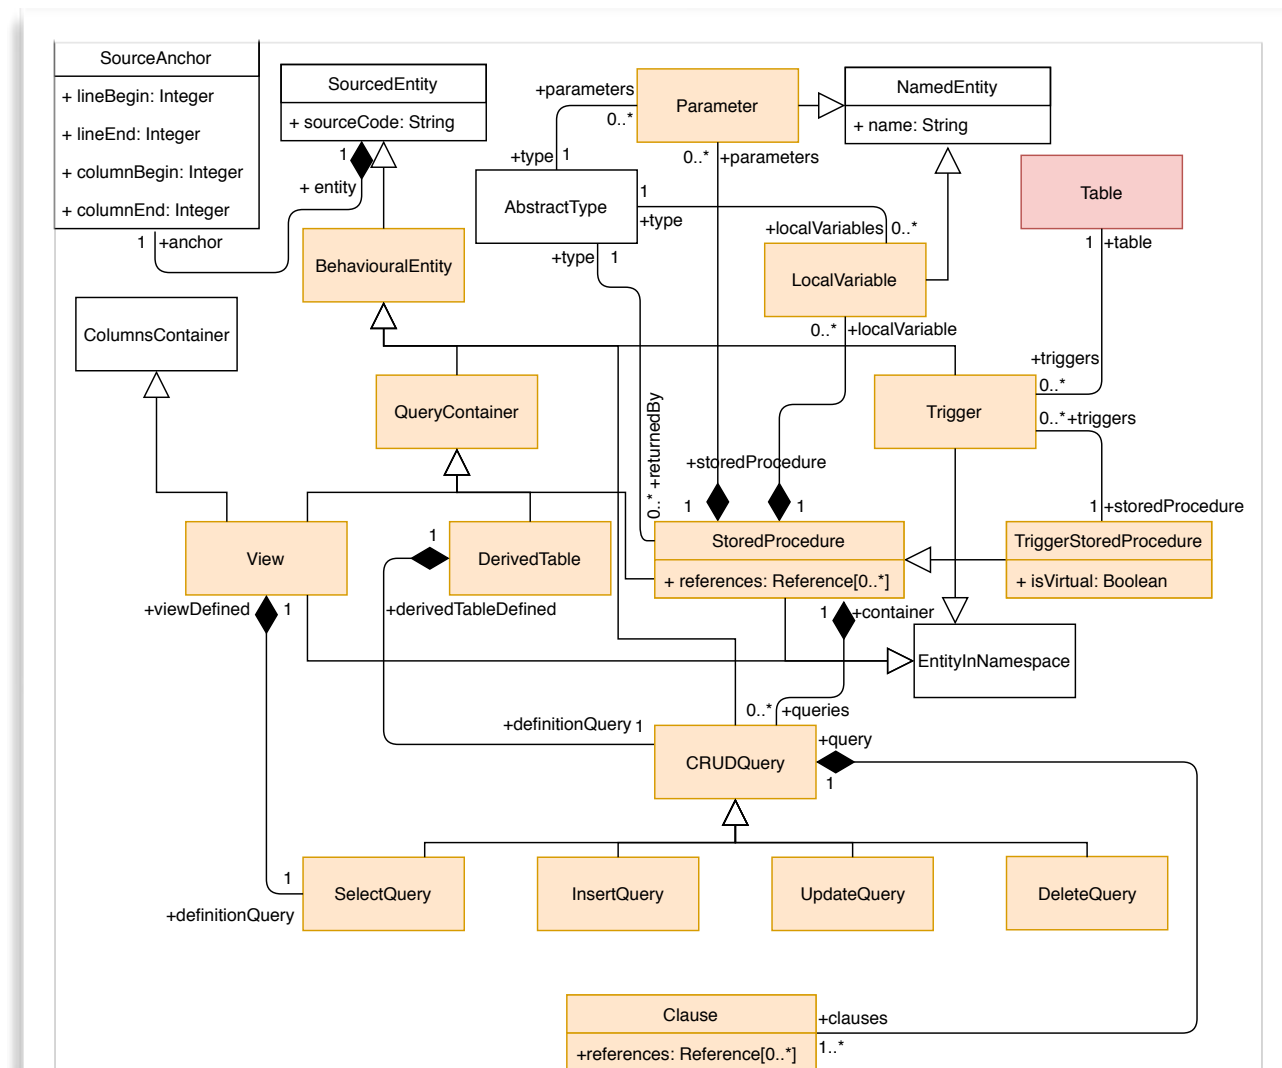 SourceAnchor
+ lineBegin: Integer
+ lineEnd: Integer
+ columnBegin: Integer
+ columnEnd: Integer
1 +anchor
SourcedEntity
+ sourceCode: String
1
+ entity
+parameters
0..*
Parameter
0..* +parameters
NamedEntity
+ name: String
+type 1
AbstractType
1
+type
+type 1
+localVariables 0..*
LocalVariable
0..* +localVariable
Table
1 +table
BehaviouralEntity
ColumnsContainer
QueryContainer
+triggers
0..*
Trigger
0..* +triggers
0..* +returnedBy
+storedProcedure
1
1
1 +storedProcedure
View
1
DerivedTable
StoredProcedure
+ references: Reference[0..*]
TriggerStoredProcedure
+ isVirtual: Boolean
+viewDefined 1
+derivedTableDefined
1 +container
EntityInNamespace
0..* +queries
+definitionQuery 1
CRUDQuery
+query
1
1
+definitionQuery
SelectQuery
InsertQuery
UpdateQuery
DeleteQuery
Clause
+references: Reference[0..*]
+clauses
1..*